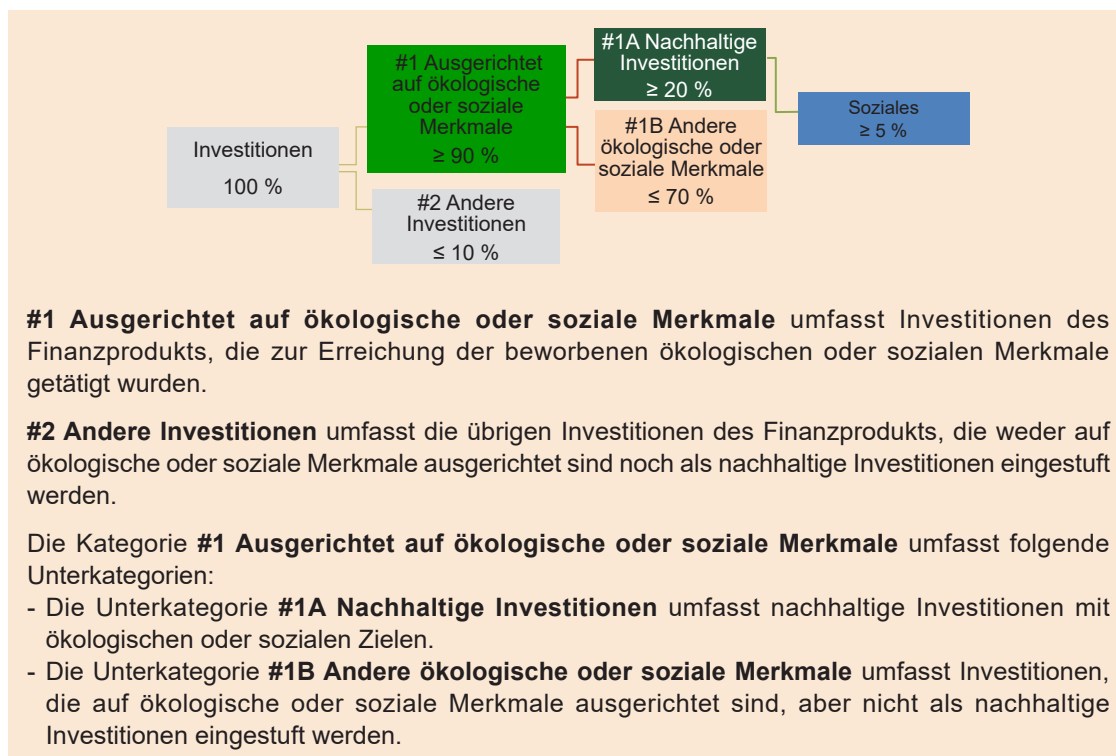 #1 Ausgerichtet
auf ökologische
oder soziale
Merkmale
≥ 90 %
#1A Nachhaltige
Investitionen
≥ 20 %
Soziales
≥ 5 %
#1B Andere
ökologische oder
soziale Merkmale
≤ 70 %
Investitionen
100 %
#2 Andere
Investitionen
≤ 10 %
#1 Ausgerichtet auf ökologische oder soziale Merkmale umfasst Investitionen des
Finanzprodukts, die zur Erreichung der beworbenen ökologischen oder sozialen Merkmale
getätigt wurden.
#2 Andere Investitionen umfasst die übrigen Investitionen des Finanzprodukts, die weder auf
ökologische oder soziale Merkmale ausgerichtet sind noch als nachhaltige Investitionen eingestuft
werden.
Die Kategorie #1 Ausgerichtet auf ökologische oder soziale Merkmale umfasst folgende
Unterkategorien:
- Die Unterkategorie #1A Nachhaltige Investitionen umfasst nachhaltige Investitionen mit
ökologischen oder sozialen Zielen.
- Die Unterkategorie #1B Andere ökologische oder soziale Merkmale umfasst Investitionen,
die auf ökologische oder soziale Merkmale ausgerichtet sind, aber nicht als nachhaltige
Investitionen eingestuft werden.